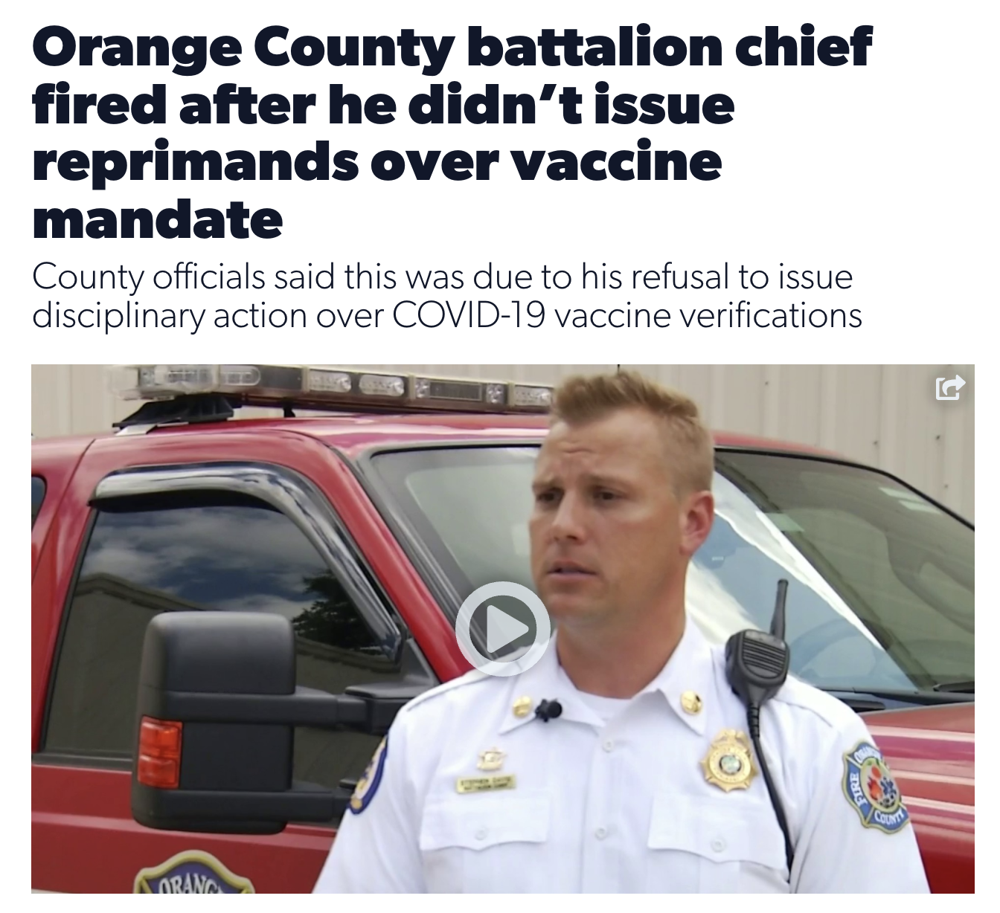 Orange County battalion chief
fired after he didn’t issue
reprimands over vaccine
mandate
County officials said this was due to his refusal to issue
disciplinary action over COVID-19 vaccine verifications
FIRE
COUNTY
ORANG